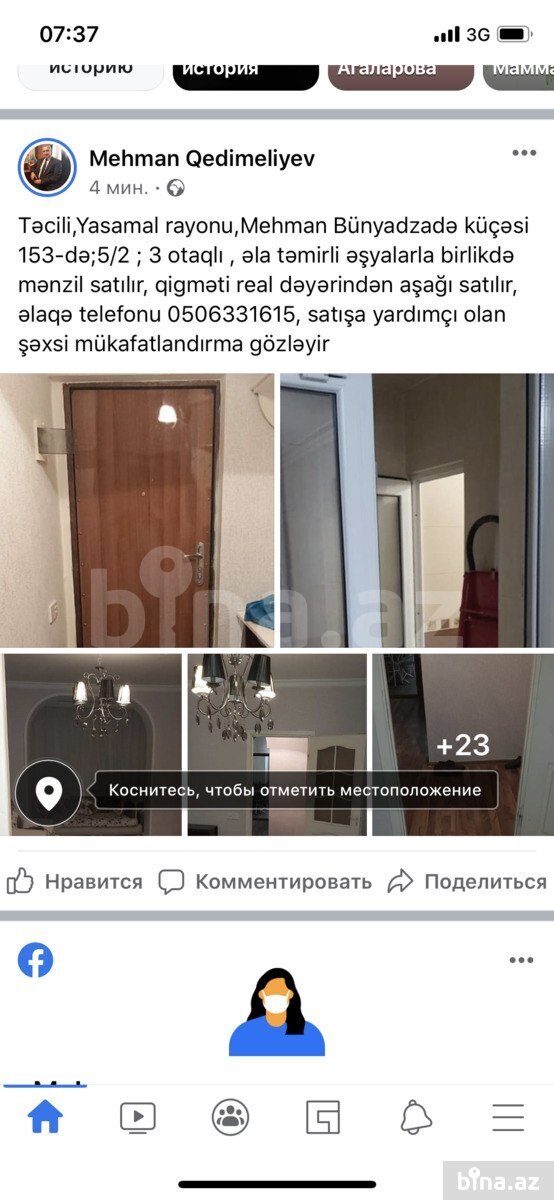 07:37
3G
историю
история
Агаларова
Мамма
Mehman Qedimeliyev
4 мин.
Təcili,Yasamal rayonu,Mehman Bünyadzadə küçəsi
153-də;5/2 ; 3 otaqlı , əla təmirli əşyalarla birlikdə
mənzil satılır, qigməti real dəyərindən aşağı satılır,
əlaqə telefonu 0506331615, satışa yardımçı olan
şəxsi mükafatlandırma gözləyir
bina.az
+23
Коснитесь, чтобы отметить местоположение
Нравится
Комментировать
Поделиться
bina.az